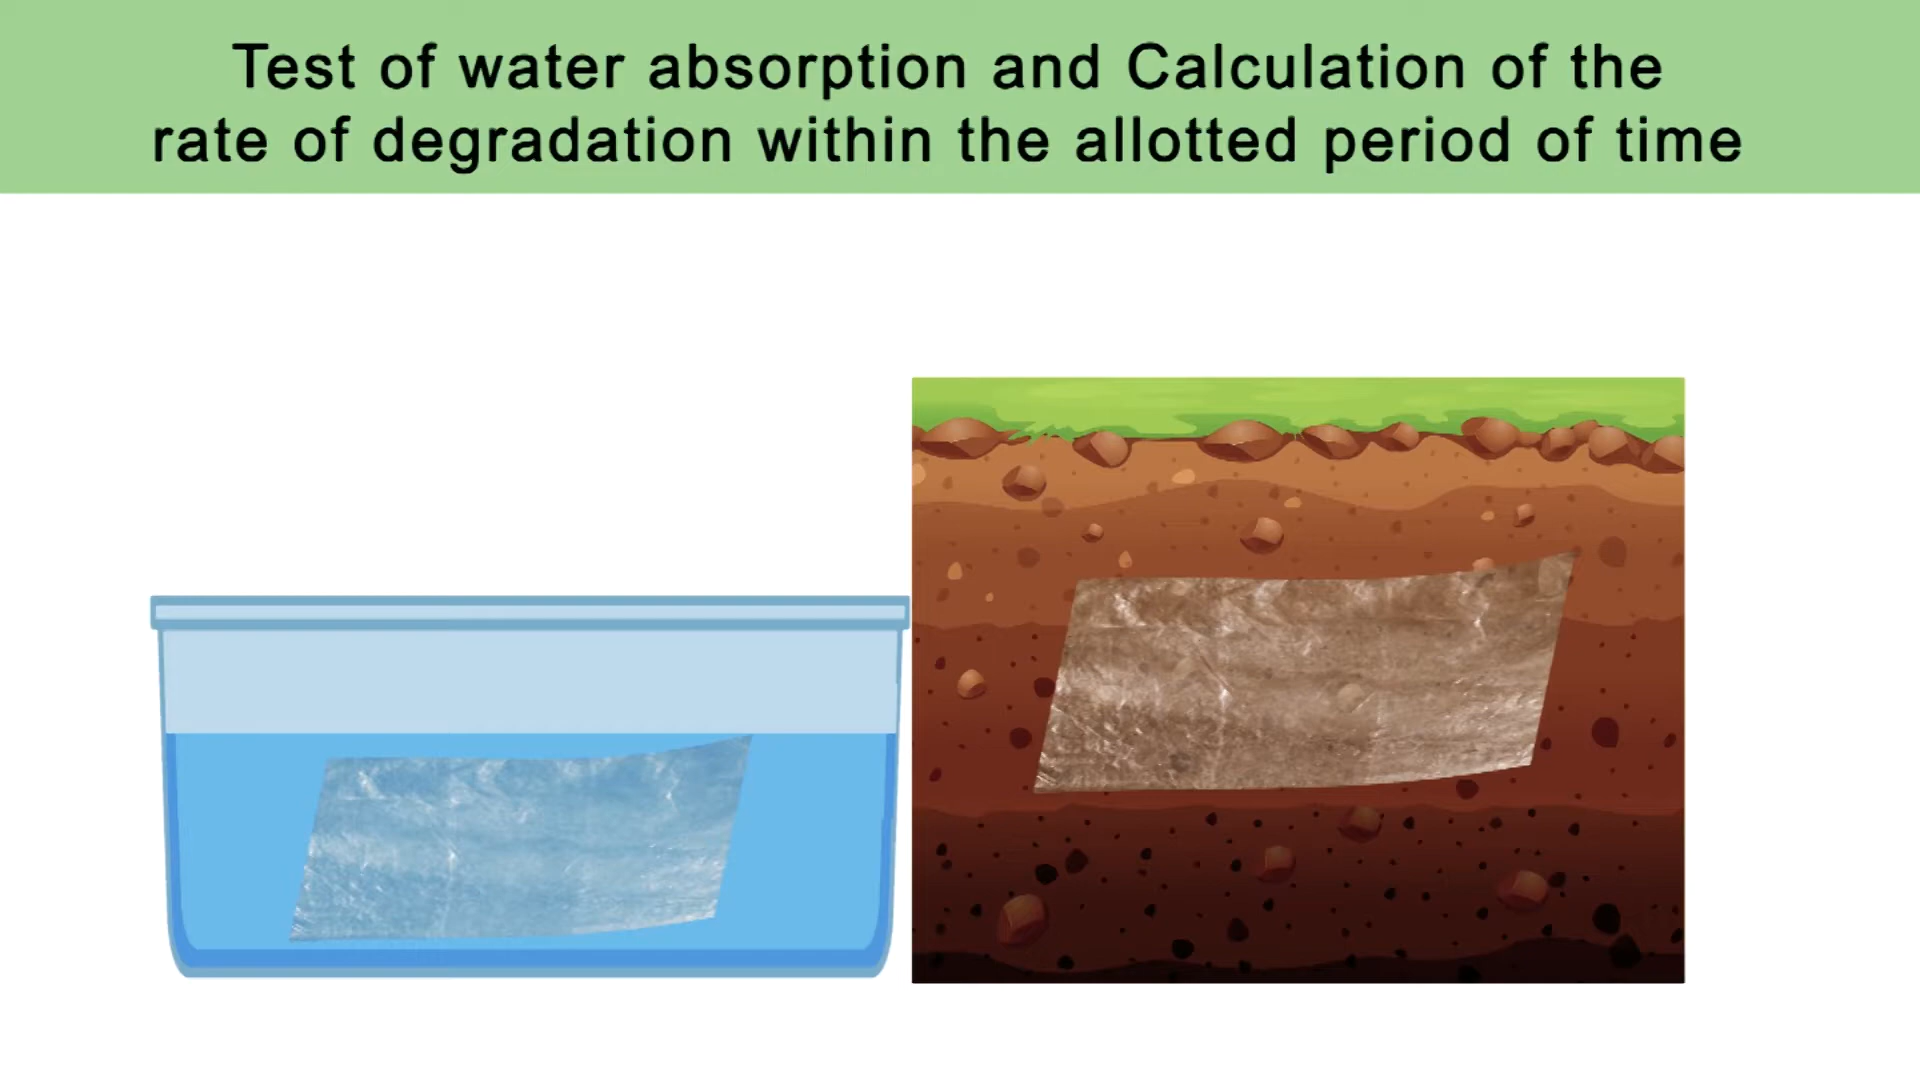 Test of water absorption and Calculation of the
rate of degradation within the allotted period of time